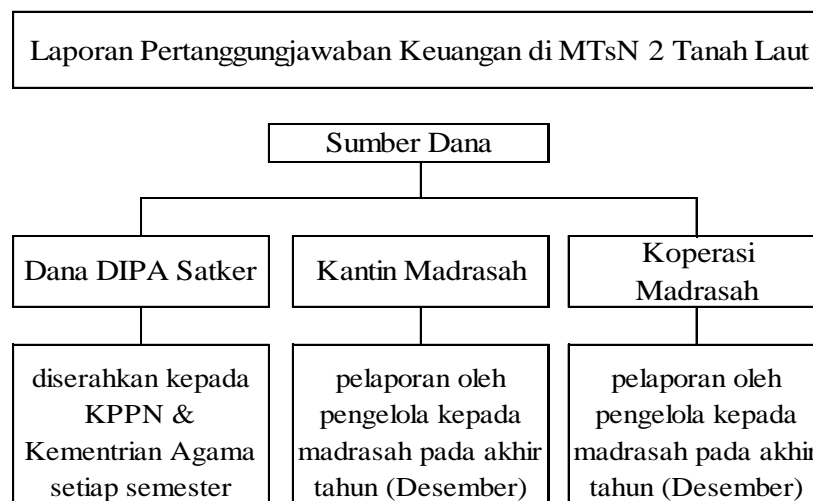 Laporan Pertanggungjawaban Keuangan di MTsN 2 Tanah Laut
Sumber Dana
Dana DIPA Satker
Kantin Madrasah
Koperasi
Madrasah
diserahkan kepada
KPPN &
Kementrian Agama
setiap semester
pelaporan oleh
pengelola kepada
madrasah pada akhir
tahun (Desember)
pelaporan oleh
pengelola kepada
madrasah pada akhir
tahun (Desember)